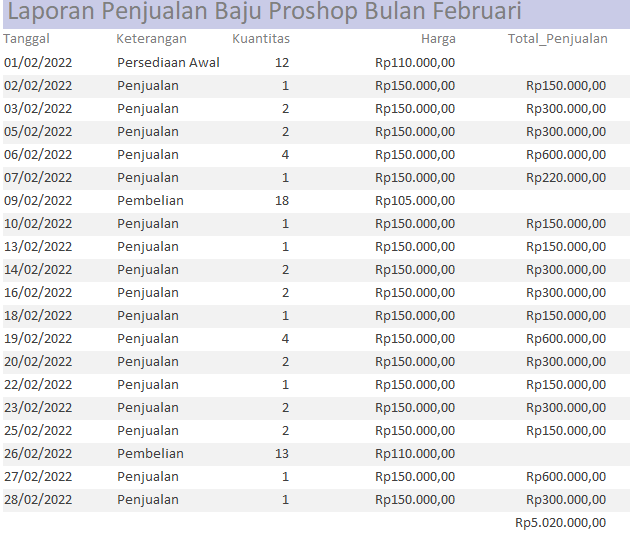 Laporan Penjualan Baju Proshop Bulan Februari
Tanggal Keterangan Kuantitas Harga Total_Penjualan
01/02/2022 Persediaan Awal 12 Rp110.000,00
02/02/2022 Penjualan 1 Rp150.000,00 Rp150.000,00
03/02/2022 Penjualan 2 Rp150.000,00 Rp300.000,00
05/02/2022 Penjualan 2 Rp150.000,00 Rp300.000,00
06/02/2022 Penjualan 4 Rp150.000,00 Rp600.000,00
07/02/2022 Penjualan 1 Rp150.000,00 Rp220.000,00
09/02/2022 Pembelian 18 Rp105.000,00
10/02/2022 Penjualan 1 Rp150.000,00 Rp150.000,00
13/02/2022 Penjualan 1 Rp150.000,00 Rp150.000,00
14/02/2022 Penjualan 2 Rp150.000,00 Rp300.000,00
16/02/2022 Penjualan 2 Rp150.000,00 Rp300.000,00
18/02/2022 Penjualan 1 Rp150.000,00 Rp150.000,00
19/02/2022 Penjualan 4 Rp150.000,00 Rp600.000,00
20/02/2022 Penjualan 2 Rp150.000,00 Rp300.000,00
22/02/2022 Penjualan 1 Rp150.000,00 Rp150.000,00
23/02/2022 Penjualan 2 Rp150.000,00 Rp300.000,00
25/02/2022 Penjualan 2 Rp150.000,00 Rp150.000,00
26/02/2022 Pembelian 13 Rp110.000,00
27/02/2022 Penjualan 1 Rp150.000,00 Rp600.000,00
28/02/2022 Penjualan 1 Rp150.000,00 Rp300.000,00
Rp5.020.000,00